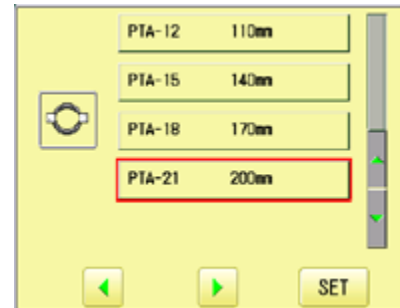 PTA-12 110mm
PTA-15 140mm
PTA-18 170mm
PTA-21 200mm
SET